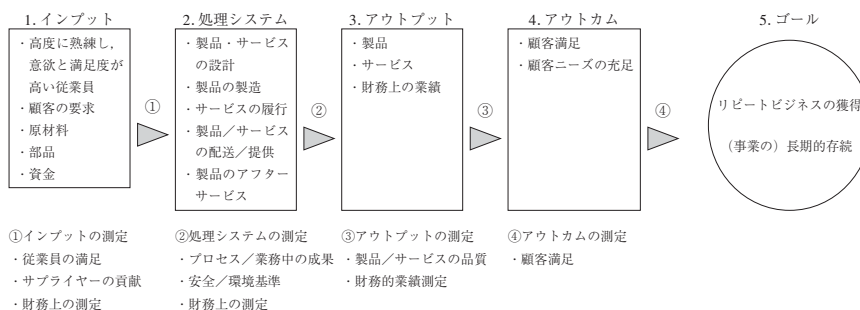 1. インプット
・高度に熟練し,
意欲と満足度が
高い従業員
・顧客の要求
・原材料
・部品
・資金
①
2. 処理システム
・製品・サービス
の設計
・製品の製造
・サービスの履行
・製品／サービス
の配送／提供
・製品のアフター
サービス
②
3. アウトプット
・製品
・サービス
・財務上の業績
③
4. アウトカム
・顧客満足
・顧客ニーズの充足
④
5. ゴール
リピートビジネスの獲得
（事業の）長期的存続
①インプットの測定
・従業員の満足
・サプライヤーの貢献
・財務上の測定
②処理システムの測定
・プロセス／業務中の成果
・安全／環境基準
・財務上の測定
③アウトプットの測定
・製品／サービスの品質
・財務的業績測定
④アウトカムの測定
・顧客満足